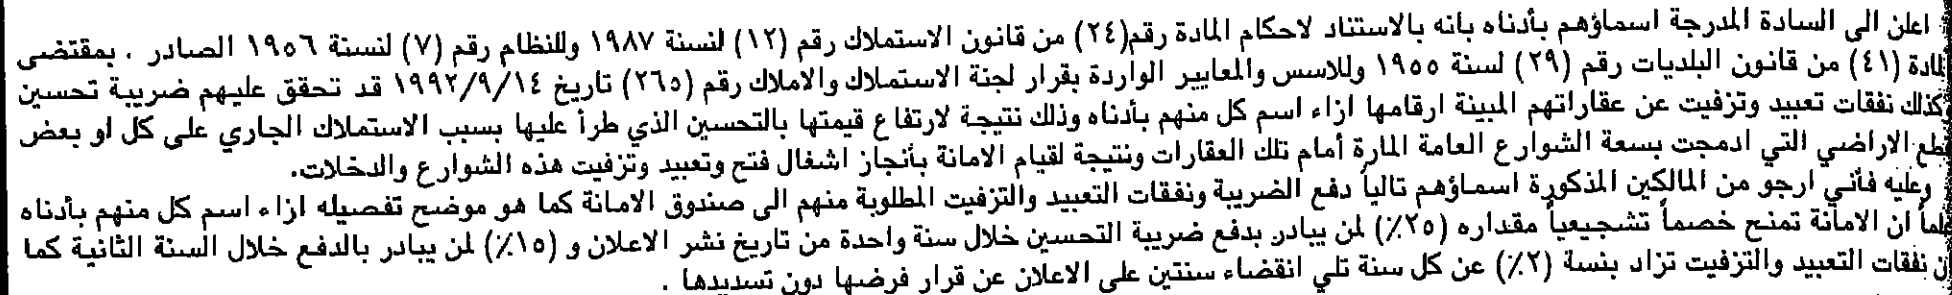 اعلن الى السادة المدرجة اسماؤهم بأدناه بانه بالاستناد لاحكام المادة رقم(٢٤) من قانون الاستملاك رقم (١٢) لنسنة ١٩٨٧ وللنظام رقم (٧) لنسنة ١٩٥٦ الصادر . بمقتضى
لمادة (٤١) من قانون البلديات رقم (٢٩) لسنة ١٩٥٥ وللاسس والمعايير الواردة بقرار لجنة الاستملاك والاملاك رقم (٢٦٥) تاريخ ١٩٩٢/٩/١٤ قد تحقق عليهم ضريبة تحسين
كذلك نفقات تعبيد وتزفيت عن عقاراتهم المبينة ارقامها ازاء اسم كل منهم بأدناه وذلك نتيجة لارتفاع قيمتها بالتحسين الذي طرأ عليها بسبب الاستملاك الجاري على كل او بعض
قطع الاراضي التي ادمجت بسعة الشوارع العامة المارة أمام تلك العقارات ونتيجة لقيام الامانة بأنجاز اشغال فتح وتعبيد وتزفيت هذه الشوارع والدخلات.
وعليه فأني ارجو من المالكين المذكورة اسماؤهم تالياً دفع الضريبة ونفقات التعبيد والتزفيت المطلوبة منهم الى صندوق الامانة كما هو موضح تفصيله ازاء اسم كل منهم بأدناه
علماً ان الامانة تمنح خصماً تشجيعياً مقداره (٢٥٪) لمن يبادر بدفع ضريبة التحسين خلال سنة واحدة من تاريخ نشر الاعلان و (١٥٪) لمن يبادر بالدفع خلال السنة الثانية كما
ن نفقات التعبيد والتزفيت تزاد بنسة (٢٪) عن كل سنة تلي انقضاء سنتين على الاعلان عن قرار فرضها دون تسديدها .